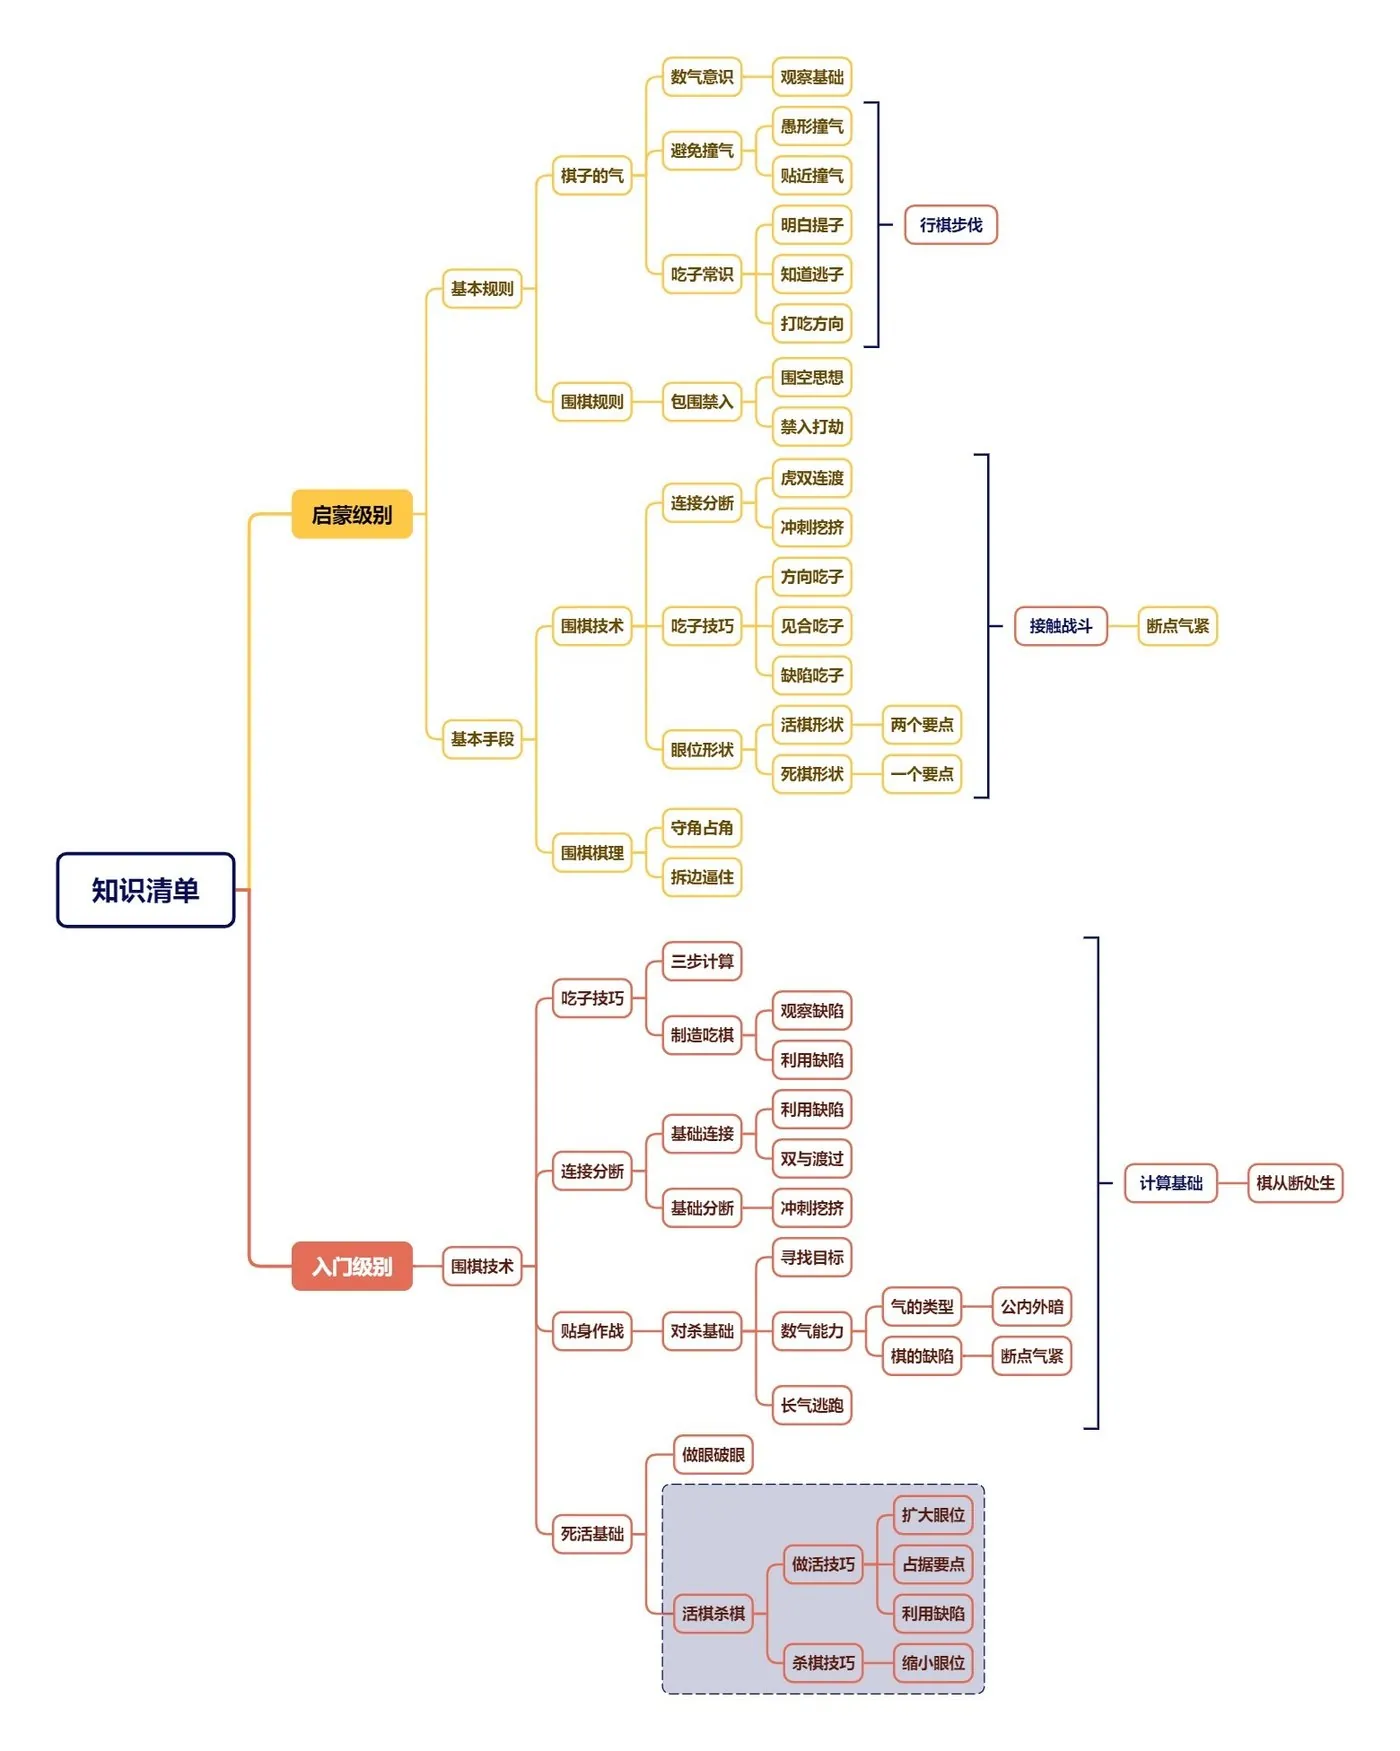 知识清单
启蒙级别
基本规则
棋子的气
数气意识
观察基础
避免撞气
愚形撞气
贴近撞气
吃子常识
明白提子
知道逃子
打吃方向
行棋步伐
围棋规则
包围禁入
围空思想
禁入打劫
基本手段
围棋技术
连接分断
虎双连渡
冲刺挖挤
吃子技巧
方向吃子
见合吃子
缺陷吃子
眼位形状
活棋形状
两个要点
死棋形状
一个要点
接触战斗
断点气紧
围棋棋理
守角占角
拆边逼住
入门级别
围棋技术
吃子技巧
三步计算
制造吃棋
观察缺陷
利用缺陷
连接分断
基础连接
利用缺陷
双与渡过
基础分断
冲刺挖挤
贴身作战
对杀基础
寻找目标
数气能力
气的类型
公内外暗
棋的缺陷
断点气紧
长气逃跑
计算基础
棋从断处生
死活基础
做眼破眼
活棋杀棋
做活技巧
扩大眼位
占据要点
利用缺陷
杀棋技巧
缩小眼位